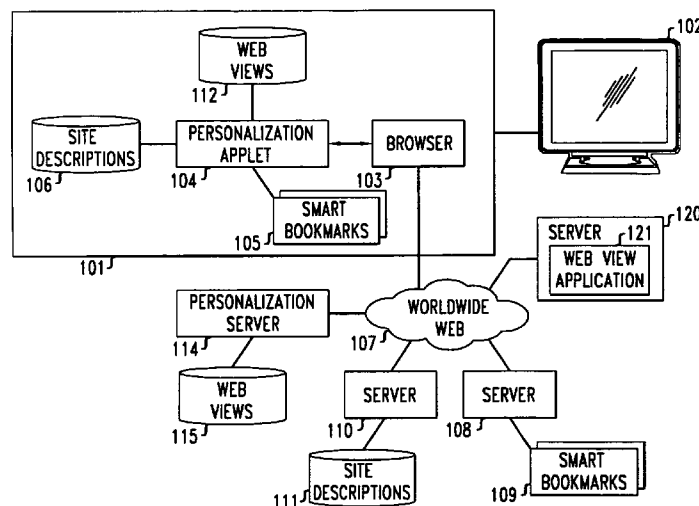 102
WEB
VIEWS
112
SITE
DESCRIPTIONS
106
PERSONALIZATION
APPLET
104
BROWSER
103
SMART
BOOKMARKS
105
101
120
SERVER
121
WEB VIEW
APPLICATION
PERSONALIZATION
SERVER
114
WORLDWIDE
WEB
107
WEB
VIEWS
115
SERVER
110
SERVER
108
SITE
DESCRIPTIONS
111
SMART
BOOKMARKS
109